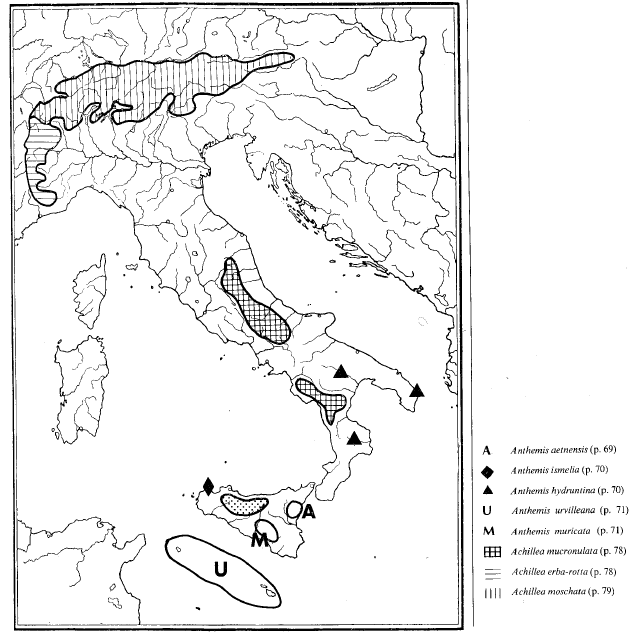 A
M
U
A Anthemis aetnensis (p. 69)
Anthemis ismelia (p. 70)
Anthemis hydruntina (p. 70)
U Anthemis urvilleana (p. 71)
M Anthemis muricata (p. 71)
Achillea mucronulata (p. 78)
Achillea erba-rotta (p. 78)
Achillea moschata (p. 79)